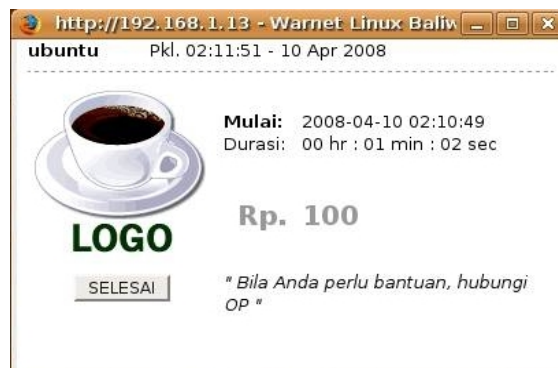 http://192.168.1.13 - Warnet Linux Baliw
ubuntu Pkl. 02:11:51 - 10 Apr 2008
Mulai: 2008-04-10 02:10:49
Durasi: 00 hr : 01 min : 02 sec
Rp. 100
LOGO
SELESAI
" Bila Anda perlu bantuan, hubungi
OP "